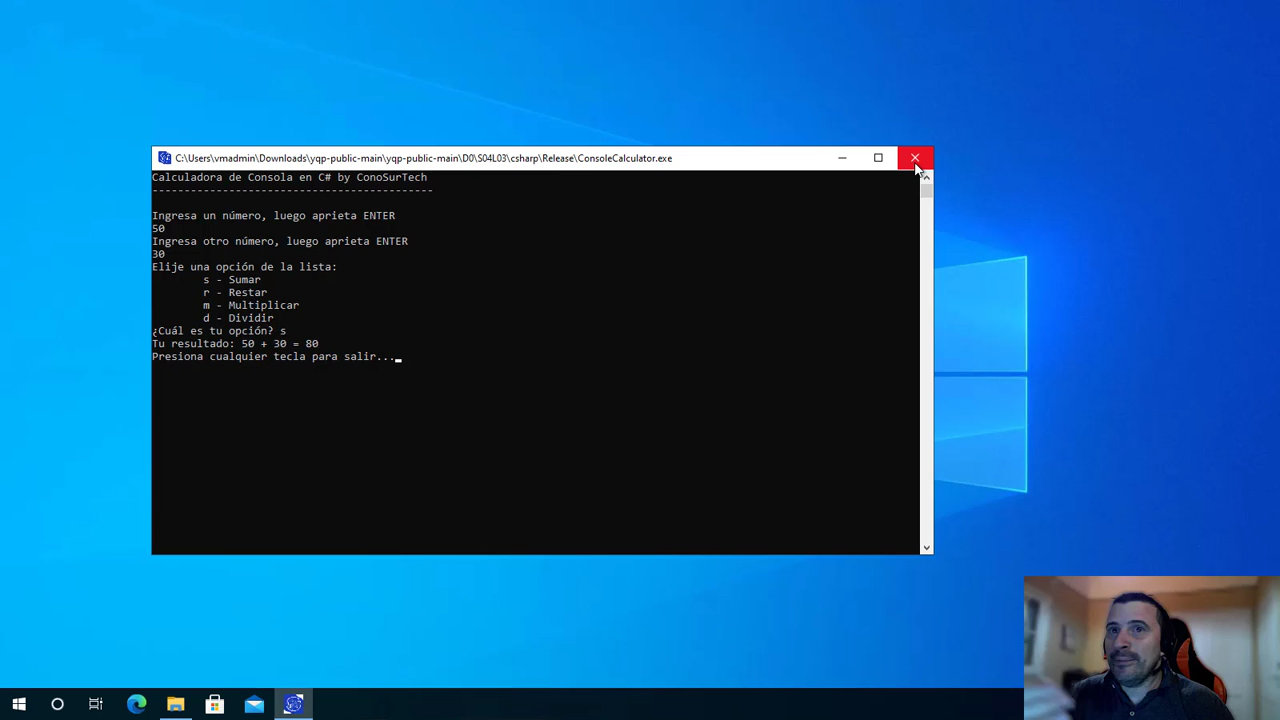 C:\Users\vmadmin\Downloads\yqp-public-main\yqp-public-main\D0\S04L03\csharp\Release\ConsoleCalculator.exe
Calculadora de Consola en C# by ConoSurTech
--------------------------------------------
Ingresa un número, luego aprieta ENTER
50
Ingresa otro número, luego aprieta ENTER
30
Elije una opción de la lista:
s - Sumar
r - Restar
m - Multiplicar
d - Dividir
¿Cuál es tu opción? s
Tu resultado: 50 + 30 = 80
Presiona cualquier tecla para salir..._